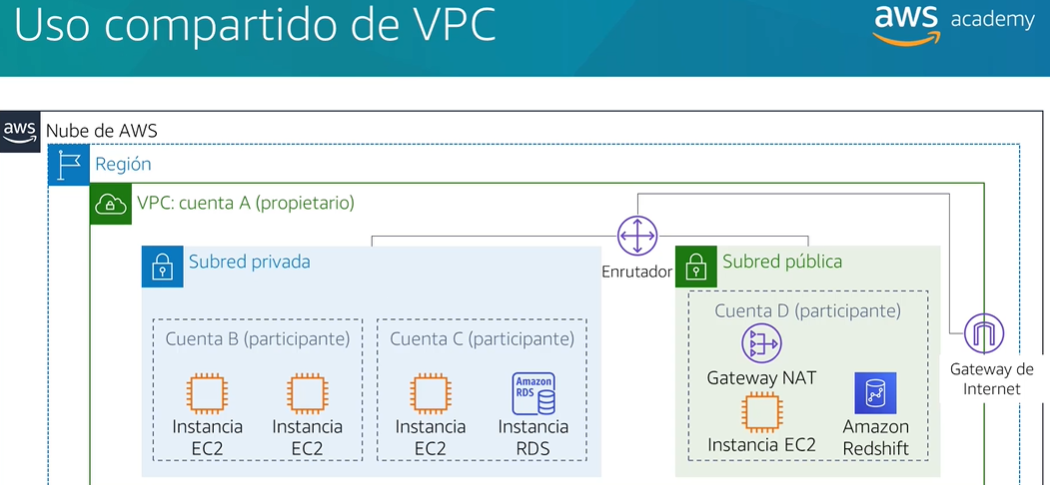 Uso compartido de VPC
aws academy
aws
Nube de AWS
Región
VPC: cuenta A (propietario)
Enrutador
Subred privada
Cuenta B (participante)
Instancia
EC2
Instancia
EC2
Cuenta C (participante)
Instancia
EC2
Amazon
RDS
Instancia
RDS
Subred pública
Cuenta D (participante)
Gateway NAT
Instancia EC2
Amazon
Redshift
Gateway de
Internet